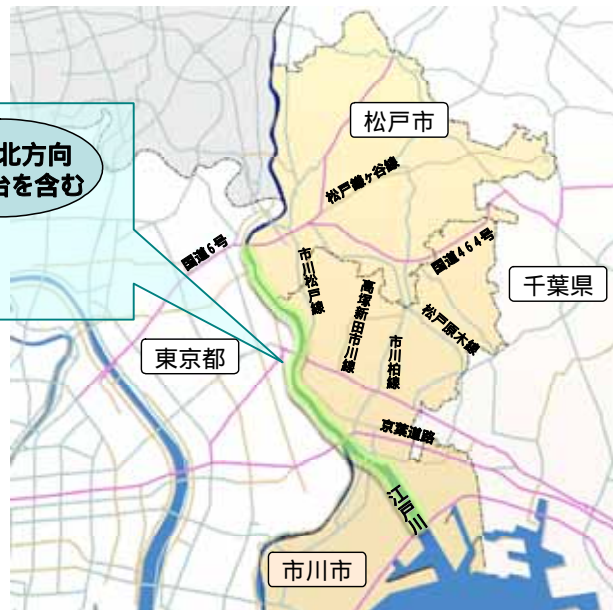 北方向
台を含む
松戸市
松戸鎌ヶ谷線
国道6号
市川松戸線
国道464号
高塚新田市川線
千葉県
松戸原木線
市川柏線
東京都
京葉道路
江戸川
市川市